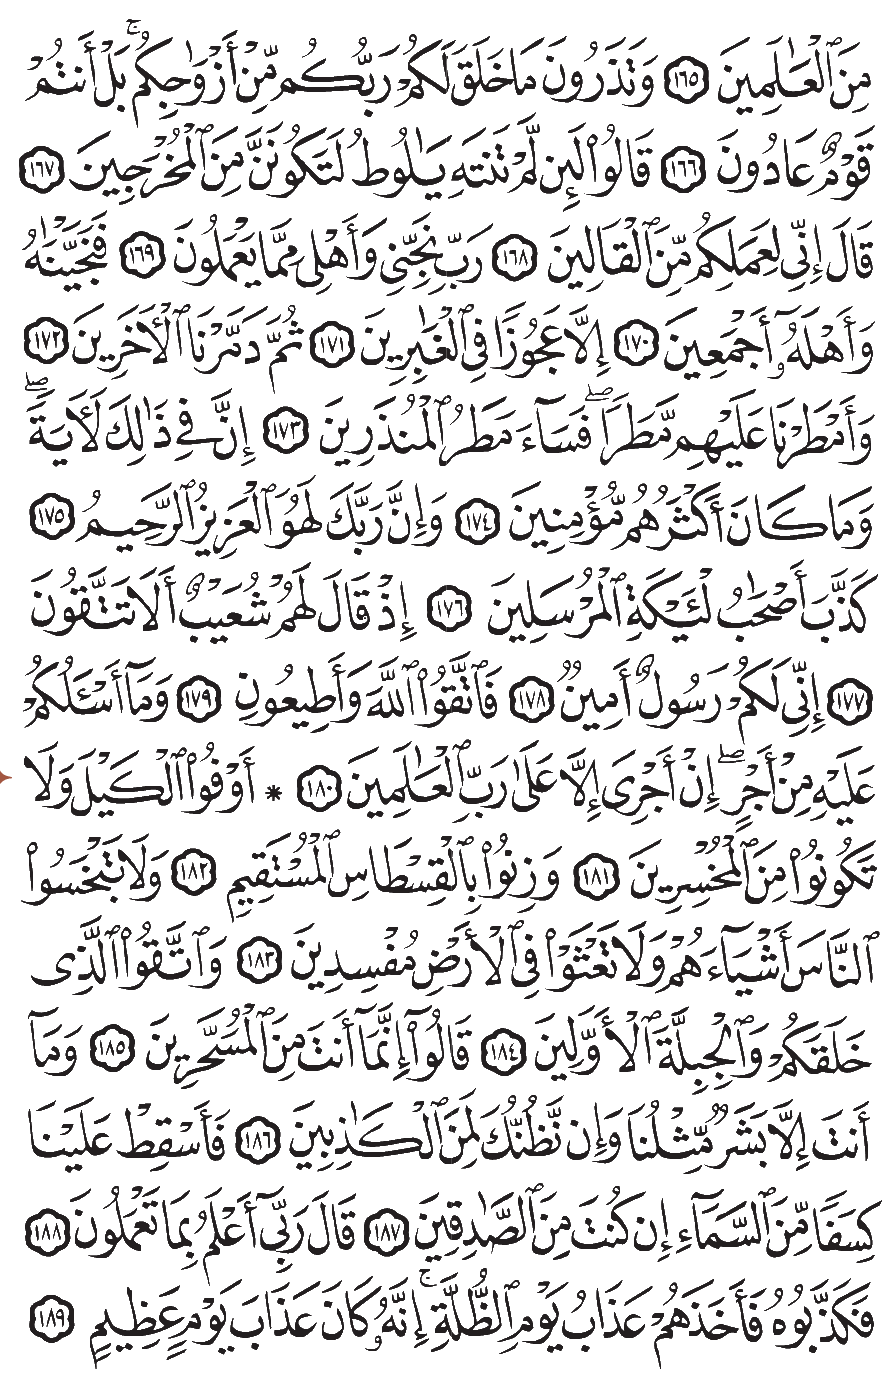 مِنَ ٱلْعَٰلَمِينَ ١٦٥ وَتَذَرُونَ مَا خَلَقَ لَكُمْ رَبُّكُم مِّنْ أَزْوَٰجِكُمۚ بَلْ أَنتُمْ
قَوْمٌ عَادُونَ ١٦٦ قَالُوا۟ لَئِن لَّمْ تَنتَهِ يَٰلُوطُ لَتَكُونَنَّ مِنَ ٱلْمُخْرَجِينَ ١٦٧
قَالَ إِنِّى لِعَمَلِكُم مِّنَ ٱلْقَالِينَ ١٦٨ رَبِّ نَجِّنِى وَأَهْلِى مِمَّا يَعْمَلُونَ ١٦٩ فَنَجَّيْنَٰهُ
وَأَهْلَهُۥٓ أَجْمَعِينَ ١٧٠ إِلَّا عَجُوزًا فِى ٱلْغَٰبِرِينَ ١٧١ ثُمَّ دَمَّرْنَا ٱلْءَاخَرِينَ ١٧٢
وَأَمْطَرْنَا عَلَيْهِم مَّطَرًاۖ فَسَآءَ مَطَرُ ٱلْمُنذَرِينَ ١٧٣ إِنَّ فِى ذَٰلِكَ لَءَايَةًۖ
وَمَا كَانَ أَكْثَرُهُم مُّؤْمِنِينَ ١٧٤ وَإِنَّ رَبَّكَ لَهُوَ ٱلْعَزِيزُ ٱلرَّحِيمُ ١٧٥
كَذَّبَ أَصْحَٰبُ لْـَٔيْكَةِ ٱلْمُرْسَلِينَ ١٧٦ إِذْ قَالَ لَهُمْ شُعَيْبٌ أَلَا تَتَّقُونَ
١٧٧ إِنِّى لَكُمْ رَسُولٌ أَمِينٌ ١٧٨ فَٱتَّقُوا۟ ٱللَّهَ وَأَطِيعُونِ ١٧٩ وَمَآ أَسْـَٔلُكُمْ
عَلَيْهِ مِنْ أَجْرٍۖ إِنْ أَجْرِىَ إِلَّا عَلَىٰ رَبِّ ٱلْعَٰلَمِينَ ١٨٠ * أَوْفُوا۟ ٱلْكَيْلَ وَلَا
تَكُونُوا۟ مِنَ ٱلْمُخْسِرِينَ ١٨١ وَزِنُوا۟ بِٱلْقِسْطَاسِ ٱلْمُسْتَقِيمِ ١٨٢ وَلَا تَبْخَسُوا۟
ٱلنَّاسَ أَشْيَآءَهُمْ وَلَا تَعْثَوْا۟ فِى ٱلْأَرْضِ مُفْسِدِينَ ١٨٣ وَٱتَّقُوا۟ ٱلَّذِى
خَلَقَكُمْ وَٱلْجِبِلَّةَ ٱلْأَوَّلِينَ ١٨٤ قَالُوٓا۟ إِنَّمَآ أَنتَ مِنَ ٱلْمُسَحَّرِينَ ١٨٥ وَمَآ
أَنتَ إِلَّا بَشَرٌ مِّثْلُنَا وَإِن نَّظُنُّكَ لَمِنَ ٱلْكَٰذِبِينَ ١٨٦ فَأَسْقِطْ عَلَيْنَا
كِسَفًا مِّنَ ٱلسَّمَآءِ إِن كُنتَ مِنَ ٱلصَّٰدِقِينَ ١٨٧ قَالَ رَبِّىٓ أَعْلَمُ بِمَا تَعْمَلُونَ ١٨٨
فَكَذَّبُوهُ فَأَخَذَهُمْ عَذَابُ يَوْمِ ٱلظُّلَّةِۚ إِنَّهُۥ كَانَ عَذَابَ يَوْمٍ عَظِيمٍ ١٨٩